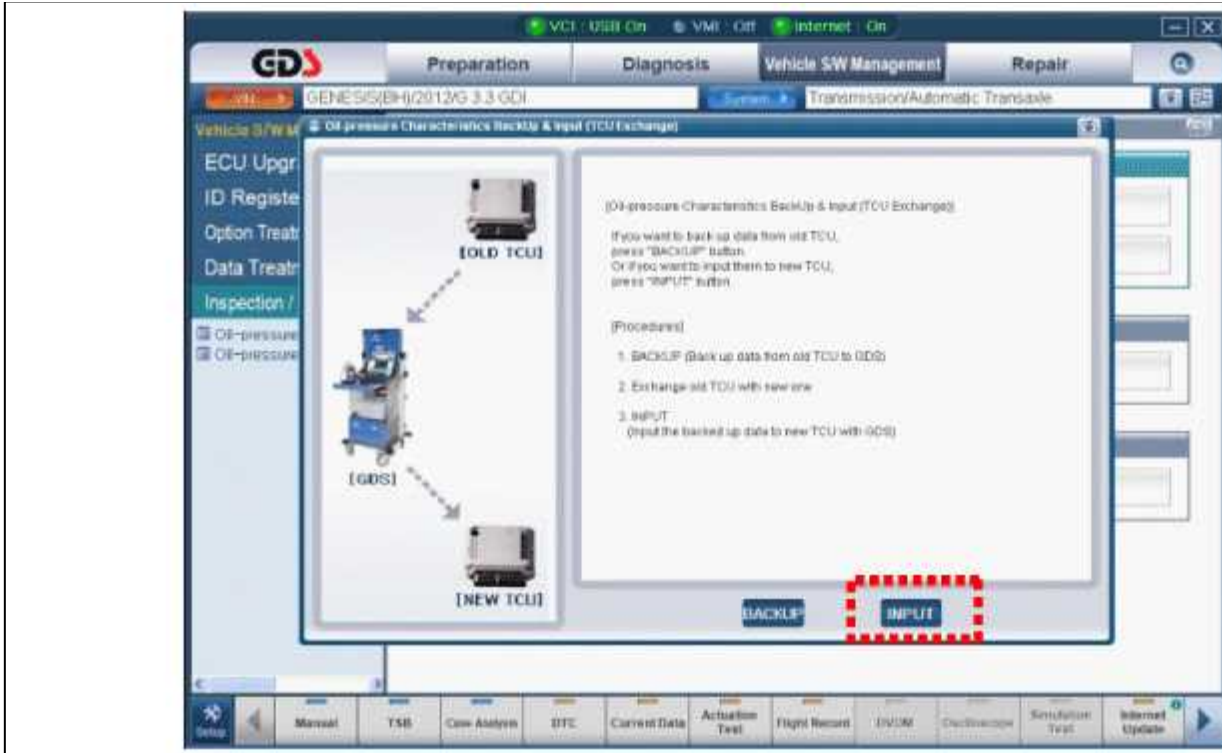 VCI : USB On VMI : Off Internet : On
GDS Preparation Diagnosis Vehicle S/W Management Repair
VIN GENESIS(BH)/2012/G 3.3 GDI System Transmission/Automatic Transaxle
Vehicle S/W M
Oil-pressure Characteristics BackUp & Input (TCU Exchange)
ECU Upgr
ID Registe
Option Treatr
Data Treatr
Inspection /
Oil-pressure
Oil-pressure
[OLD TCU]
[GDS]
[NEW TCU]
[Oil-pressure Characteristics BackUp & Input (TCU Exchange)]
If you want to back up data from old TCU,
press "BACKUP" button.
Or if you want to input them to new TCU,
press "INPUT" button
[Procedures]
1. BACKUP (Back up data from old TCU to GDS)
2. Exchange old TCU with new one
3. INPUT
(Input the backed up data to new TCU with GDS)
BACKUP INPUT
Setup Manual TSB Case Analysis DTC Current Data Actuation Test Flight Record DVOM Oscilloscope Simulation Test Internet Update